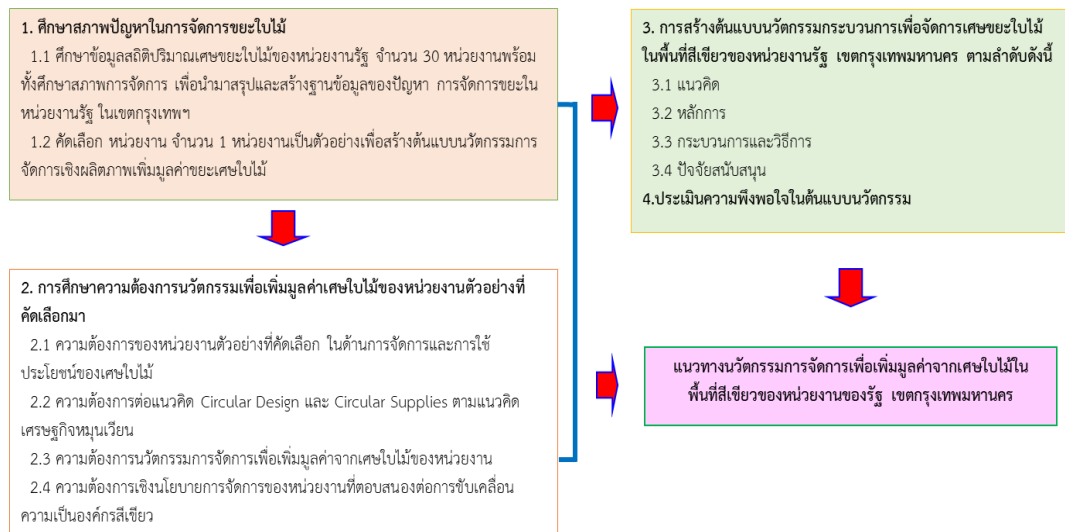 1. ศึกษาสภาพปัญหาในการจัดการขยะใบไม้
1.1 ศึกษาข้อมูลสถิติปริมาณเศษขยะใบไม้ของหน่วยงานรัฐ จำนวน 30 หน่วยงานพร้อม
ทั้งศึกษาสภาพการจัดการ เพื่อนำมาสรุปและสร้างฐานข้อมูลของปัญหา การจัดการขยะใน
หน่วยงานรัฐ ในเขตกรุงเทพฯ
1.2 คัดเลือก หน่วยงาน จำนวน 1 หน่วยงานเป็นตัวอย่างเพื่อสร้างต้นแบบนวัตกรรมการ
จัดการเชิงผลิตภาพเพิ่มมูลค่าขยะเศษใบไม้
2. การศึกษาความต้องการนวัตกรรมเพื่อเพิ่มมูลค่าเศษใบไม้ของหน่วยงานตัวอย่างที่
คัดเลือกมา
2.1 ความต้องการของหน่วยงานตัวอย่างที่คัดเลือก ในด้านการจัดการและการใช้
ประโยชน์ของเศษใบไม้
2.2 ความต้องการต่อแนวคิด Circular Design และ Circular Supplies ตามแนวคิด
เศรษฐกิจหมุนเวียน
2.3 ความต้องการนวัตกรรมการจัดการเพื่อเพิ่มมูลค่าจากเศษใบไม้ของหน่วยงาน
2.4 ความต้องการเชิงนโยบายการจัดการของหน่วยงานที่ตอบสนองต่อการขับเคลื่อน
ความเป็นองค์กรสีเขียว
3. การสร้างต้นแบบนวัตกรรมกระบวนการเพื่อจัดการเศษขยะใบไม้
ในพื้นที่สีเขียวของหน่วยงานรัฐ เขตกรุงเทพมหานคร ตามลำดับดังนี้
3.1 แนวคิด
3.2 หลักการ
3.3 กระบวนการและวิธีการ
3.4 ปัจจัยสนับสนุน
4.ประเมินความพึงพอใจในต้นแบบนวัตกรรม
แนวทางนวัตกรรมการจัดการเพื่อเพิ่มมูลค่าจากเศษใบไม้ใน
พื้นที่สีเขียวของหน่วยงานของรัฐ เขตกรุงเทพมหานคร